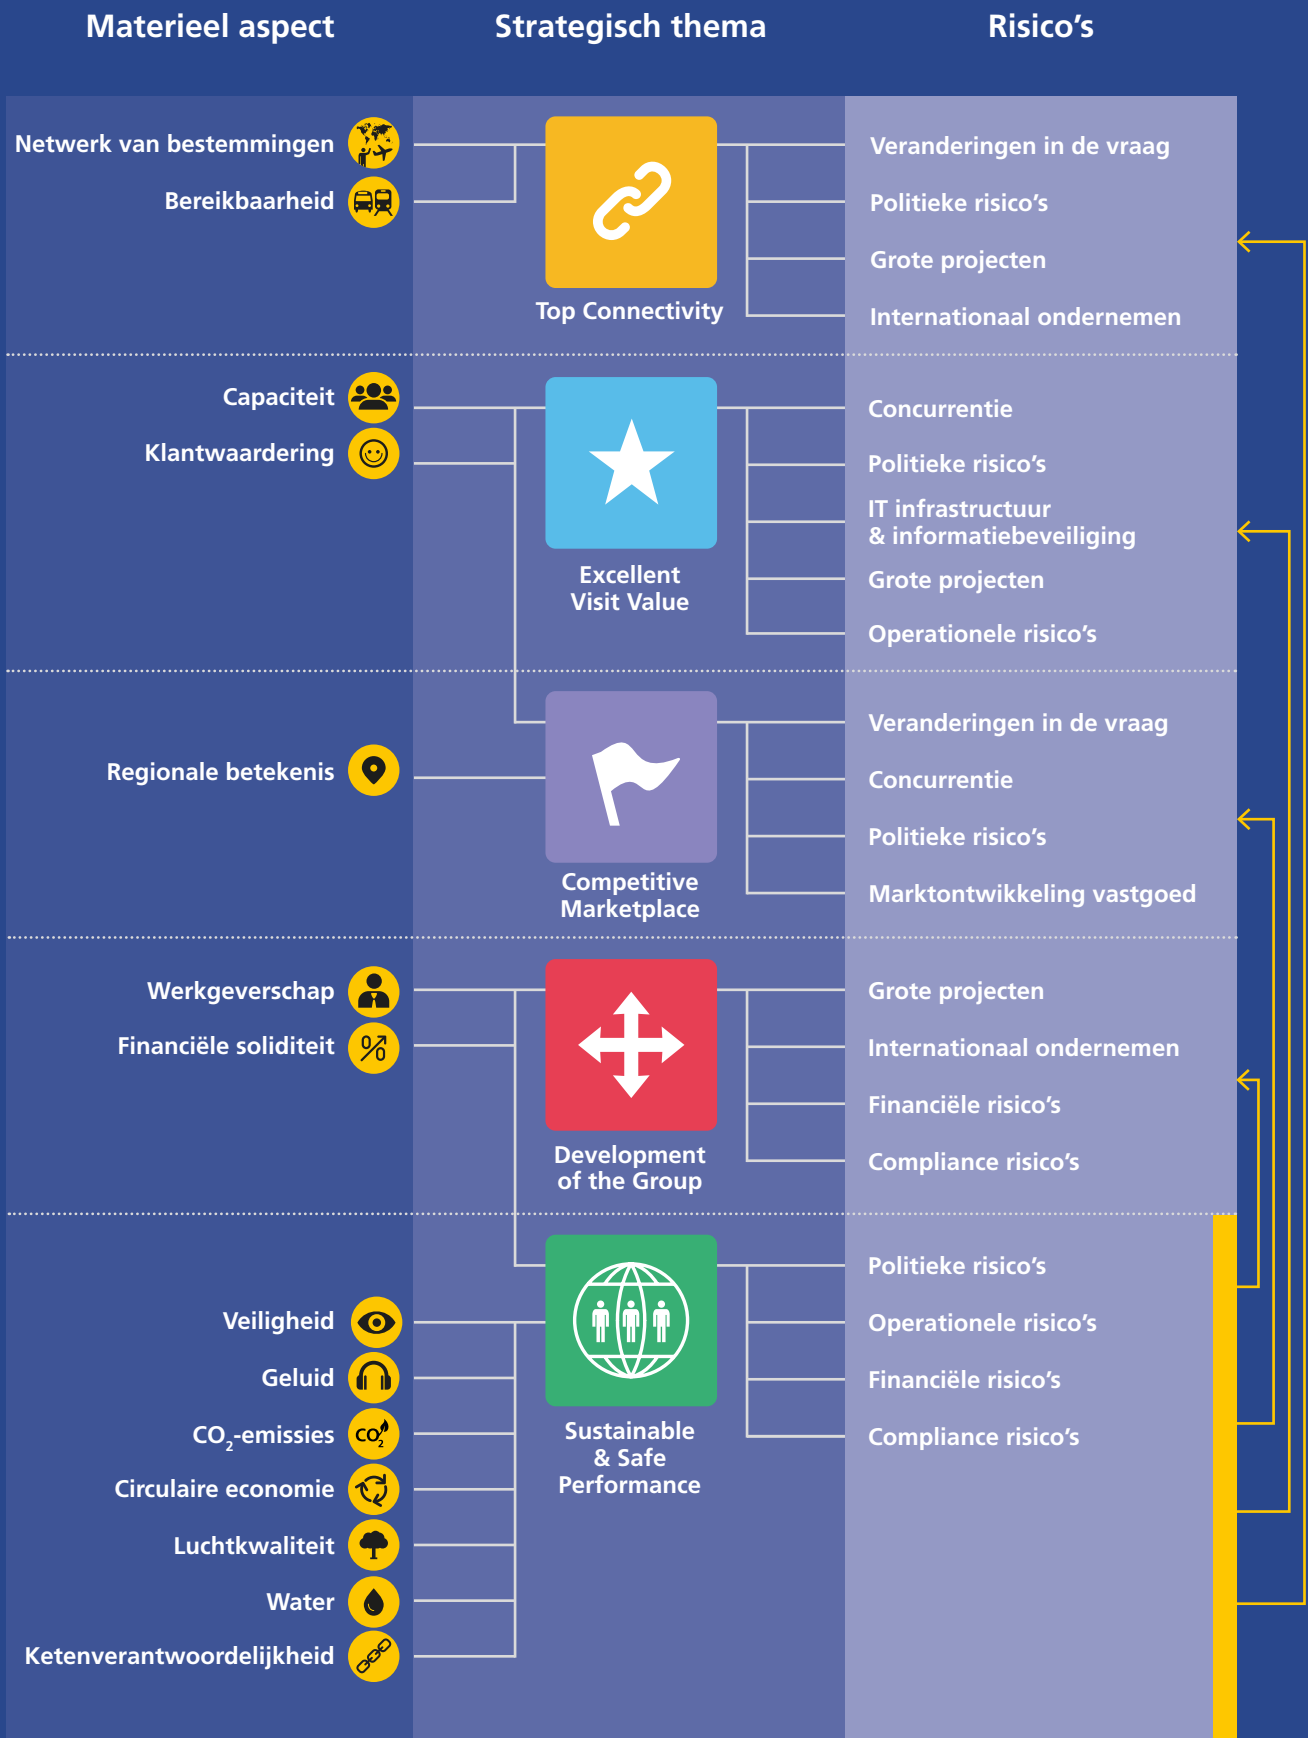 Materieel aspect
Strategisch thema
Risico’s
Netwerk van bestemmingen
Bereikbaarheid
Top Connectivity
Veranderingen in de vraag
Politieke risico’s
Grote projecten
Internationaal ondernemen
Capaciteit
Klantwaardering
Excellent
Visit Value
Concurrentie
Politieke risico’s
IT infrastructuur
& informatiebeveiliging
Grote projecten
Operationele risico’s
Regionale betekenis
Competitive
Marketplace
Veranderingen in de vraag
Concurrentie
Politieke risico’s
Marktontwikkeling vastgoed
Werkgeverschap
Financiële soliditeit
%
Development
of the Group
Grote projecten
Internationaal ondernemen
Financiële risico’s
Compliance risico’s
Veiligheid
Geluid
CO₂-emissies
CO₂
Circulaire economie
Luchtkwaliteit
Water
Ketenverantwoordelijkheid
Sustainable
& Safe
Performance
Politieke risico’s
Operationele risico’s
Financiële risico’s
Compliance risico’s